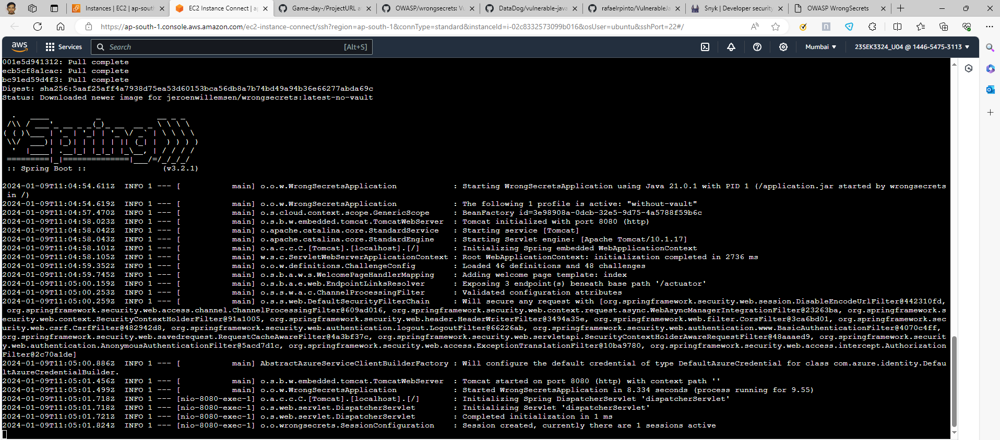 Instances | EC2 | ap-sout
EC2 Instance Connect | a
Game-day-/ProjectURL a
OWASP/wrongsecrets: Vu
DataDog/vulnerable-java
rafaelrpinto/VulnerableJa
Snyk | Developer security
OWASP WrongSecrets
https://ap-south-1.console.aws.amazon.com/ec2-instance-connect/ssh?region=ap-south-1&connType=standard&instanceId=i-02c8332573099b016&osUser=ubuntu&sshPort=22#/
aws
Services
Search
[Alt+S]
Mumbai
23SEK3324_U04 @ 1446-5475-3113
001e5d941312: Pull complete
ecb5cf8a1cac: Pull complete
bc91ed59d4f3: Pull complete
Digest: sha256:5aaf25aff4a7938d75ea53d60153bca56db8a7b74bd49a94b36e66277abda69c
Status: Downloaded newer image for jeroenwillemsen/wrongsecrets:latest-no-vault
Spring
:: Spring Boot :: (v3.2.1)
2024-01-09T11:04:54.611Z  INFO 1 --- [           main] o.o.w.WrongSecretsApplication            : Starting WrongSecretsApplication using Java 21.0.1 with PID 1 (/application.jar started by wrongsecrets
in /)
2024-01-09T11:04:54.619Z  INFO 1 --- [           main] o.o.w.WrongSecretsApplication            : The following 1 profile is active: "without-vault"
2024-01-09T11:04:57.470Z  INFO 1 --- [           main] o.s.cloud.context.scope.GenericScope     : BeanFactory id=3e98908a-0dcb-32e5-9d75-4a5788f59b6c
2024-01-09T11:04:58.023Z  INFO 1 --- [           main] o.s.b.w.embedded.tomcat.TomcatWebServer  : Tomcat initialized with port 8080 (http)
2024-01-09T11:04:58.042Z  INFO 1 --- [           main] o.apache.catalina.core.StandardService   : Starting service [Tomcat]
2024-01-09T11:04:58.043Z  INFO 1 --- [           main] o.apache.catalina.core.StandardEngine    : Starting Servlet engine: [Apache Tomcat/10.1.17]
2024-01-09T11:04:58.101Z  INFO 1 --- [           main] o.a.c.c.C.[Tomcat].[localhost].[/]       : Initializing Spring embedded WebApplicationContext
2024-01-09T11:04:58.105Z  INFO 1 --- [           main] w.s.c.ServletWebServerApplicationContext : Root WebApplicationContext: initialization completed in 2736 ms
2024-01-09T11:04:59.352Z  INFO 1 --- [           main] o.o.w.definitions.ChallengeConfig        : Loaded 46 definitions and 48 challenges
2024-01-09T11:04:59.745Z  INFO 1 --- [           main] o.s.b.a.w.s.WelcomePageHandlerMapping    : Adding welcome page template: index
2024-01-09T11:05:00.159Z  INFO 1 --- [           main] o.s.b.a.e.web.EndpointLinksResolver      : Exposing 3 endpoint(s) beneath base path '/actuator'
2024-01-09T11:05:00.253Z  INFO 1 --- [           main] o.s.s.w.a.c.ChannelProcessingFilter      : Validated configuration attributes
2024-01-09T11:05:00.259Z  INFO 1 --- [           main] o.s.s.web.DefaultSecurityFilterChain     : Will secure any request with [org.springframework.security.web.session.DisableEncodeUrlFilter@442310fd,
org.springframework.security.web.access.channel.ChannelProcessingFilter@609ad016, org.springframework.security.web.context.request.async.WebAsyncManagerIntegrationFilter@23263ba, org.springframework.s
ecurity.web.context.SecurityContextHolderFilter@91a1005, org.springframework.security.web.header.HeaderWriterFilter@3494a35e, org.springframework.web.filter.CorsFilter@3ca6bd01, org.springframework.sec
urity.web.csrf.CsrfFilter@482942d8, org.springframework.security.web.authentication.logout.LogoutFilter@66226ab, org.springframework.security.web.authentication.www.BasicAuthenticationFilter@4070c4ff,
org.springframework.security.web.savedrequest.RequestCacheAwareFilter@4a3bf37c, org.springframework.security.web.servletapi.SecurityContextHolderAwareRequestFilter@48aaaed9, org.springframework.securit
y.web.authentication.AnonymousAuthenticationFilter@5acd7d1c, org.springframework.security.web.access.ExceptionTranslationFilter@10ba9780, org.springframework.security.web.access.intercept.Authorization
Filter@2c70a1de]
2024-01-09T11:05:00.886Z  INFO 1 --- [           main] AbstractAzureServiceClientBuilderFactory : Will configure the default credential of type DefaultAzureCredential for class com.azure.identity.Defau
ltAzureCredentialBuilder.
2024-01-09T11:05:01.456Z  INFO 1 --- [           main] o.s.b.w.embedded.tomcat.TomcatWebServer  : Tomcat started on port 8080 (http) with context path ''
2024-01-09T11:05:01.499Z  INFO 1 --- [           main] o.o.w.WrongSecretsApplication            : Started WrongSecretsApplication in 8.334 seconds (process running for 9.55)
2024-01-09T11:05:01.718Z  INFO 1 --- [nio-8080-exec-1] o.a.c.c.C.[Tomcat].[localhost].[/]       : Initializing Spring DispatcherServlet 'dispatcherServlet'
2024-01-09T11:05:01.718Z  INFO 1 --- [nio-8080-exec-1] o.s.web.servlet.DispatcherServlet        : Initializing Servlet 'dispatcherServlet'
2024-01-09T11:05:01.721Z  INFO 1 --- [nio-8080-exec-1] o.s.web.servlet.DispatcherServlet        : Completed initialization in 1 ms
2024-01-09T11:05:01.824Z  INFO 1 --- [nio-8080-exec-1] o.o.wrongsecrets.SessionConfiguration    : Session created, currently there are 1 sessions active